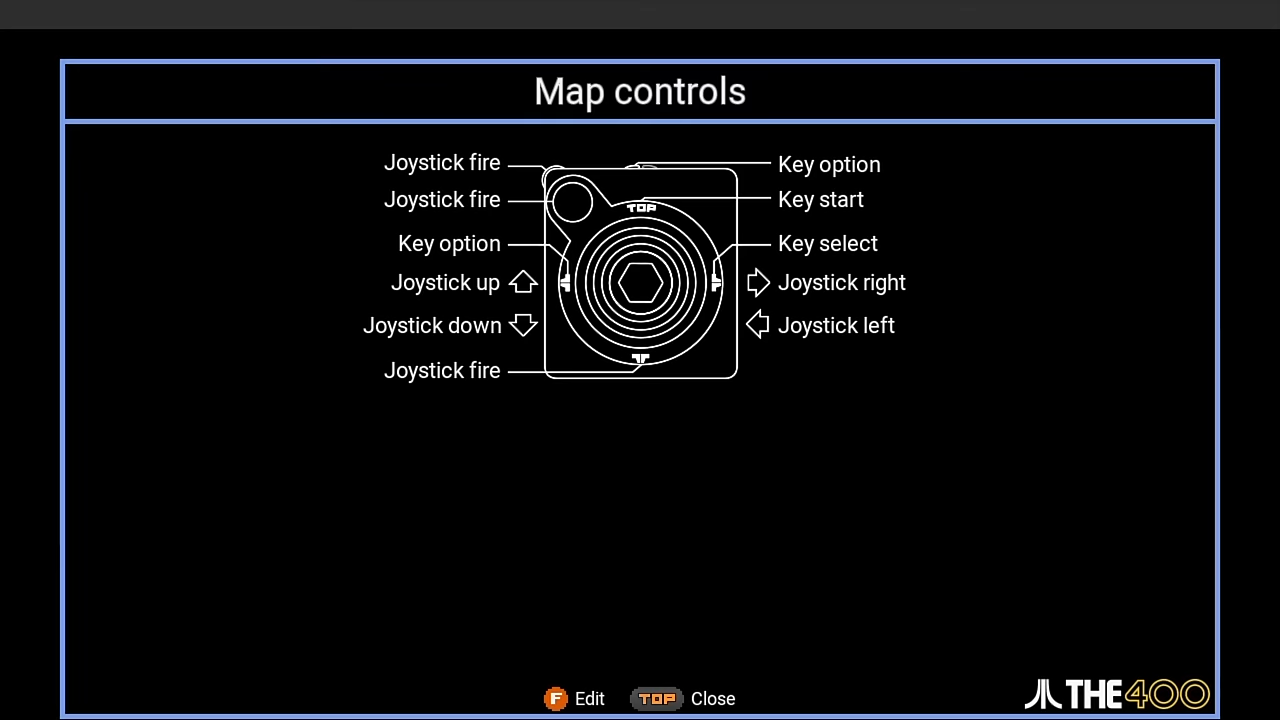 Map controls
Joystick fire
Key option
Joystick fire
TOP
Key start
Key option
Key select
Joystick up
Joystick right
Joystick down
Joystick left
Joystick fire
F Edit TOP Close
THE400